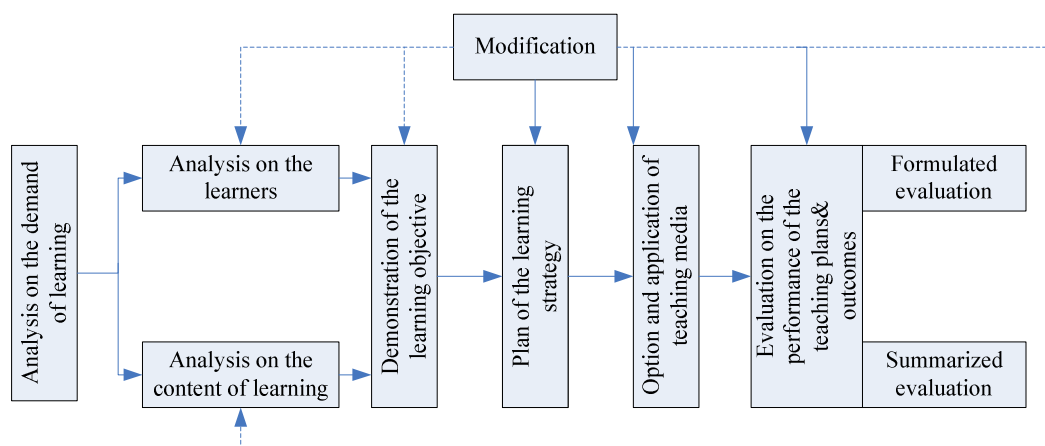 Modification
Analysis on the demand
of learning
Analysis on the
learners
Analysis on the
content of learning
Demonstration of the
learning objective
Plan of the learning
strategy
Option and application of
teaching media
Evaluation on the
performance of the
teaching plans&
outcomes
Formulated
evaluation
Summarized
evaluation